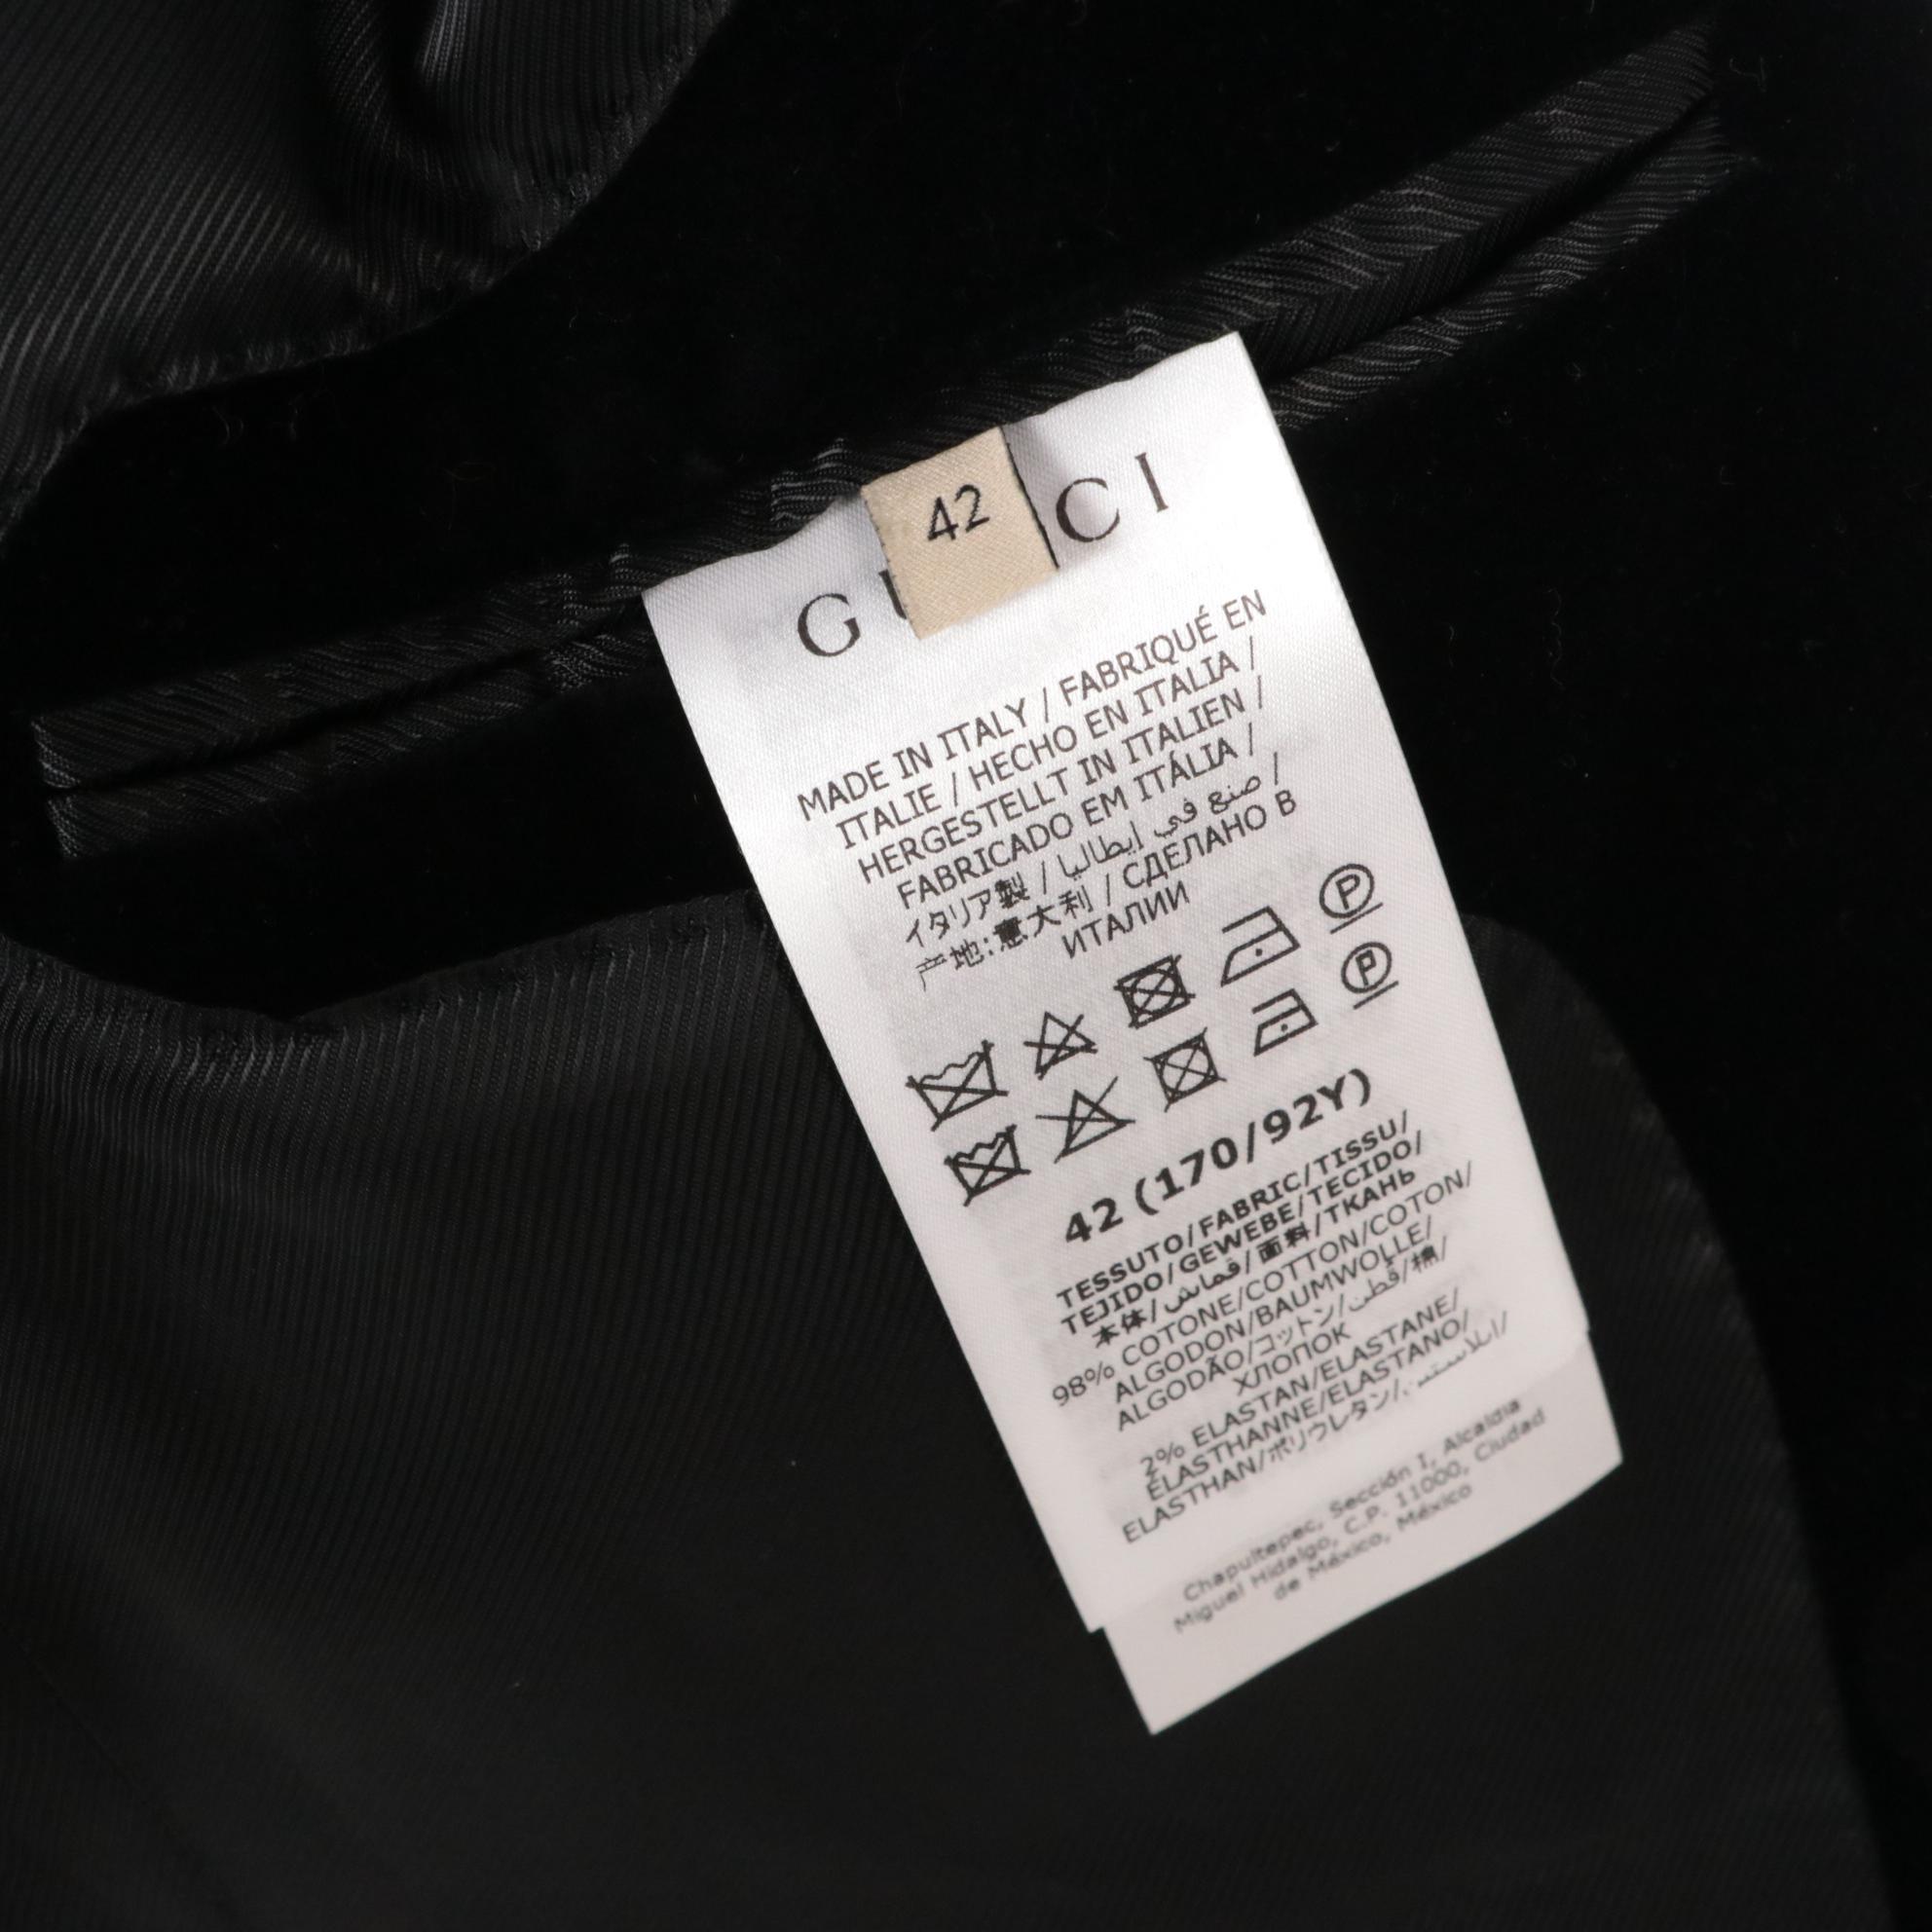 42
G CI
MADE IN ITALY / FABRIQUÉ EN
ITALIE / HECHO EN ITALIA /
HERGESTELLT IN ITALIEN /
FABRICADO EM ITÁLIA /
イタリア製 / صنع في إيطاليا /
产地:意大利 / СДЕЛАНО В
ИТАЛИИ
P
P
42 (170/92Y)
TESSUTO/FABRIC/TISSU/
TEJIDO/GEWEBE/TECIDO/
本体/قماش/面料/ТКАНЬ
98% COTONE/COTTON/COTON/
ALGODON/BAUMWOLLE/
ALGODÃO/コットン/قطن/棉/
ХЛОПОК
2% ELASTAN/ELASTANE/
ÉLASTHANNE/ELASTANO/
ELASTHAN/ポリウレタン/
Chapultepec, Sección I, Alcaldía
Miguel Hidalgo, C.P. 11000, Ciudad
de México, México